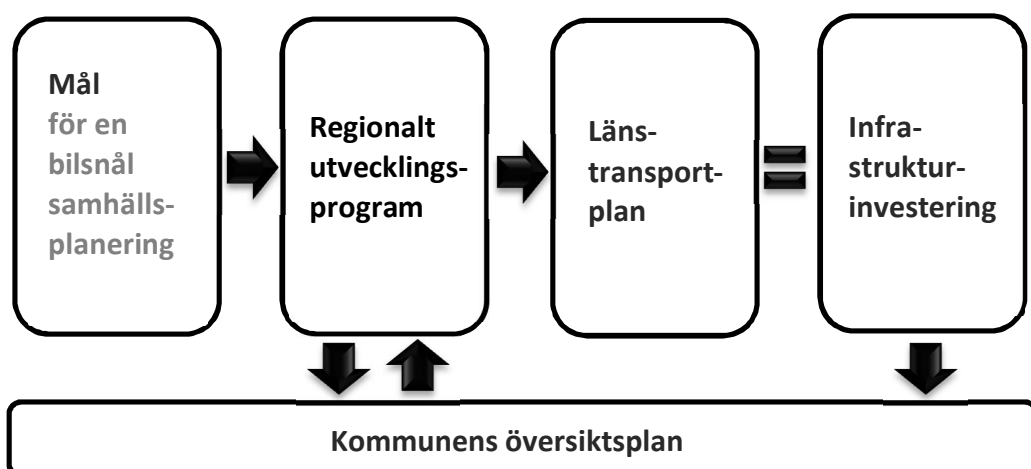 Mål
för en
bilsnål
samhälls-
planering
Regionalt
utvecklings-
program
Läns-
transport-
plan
Infra-
struktur-
investering
Kommunens översiktsplan